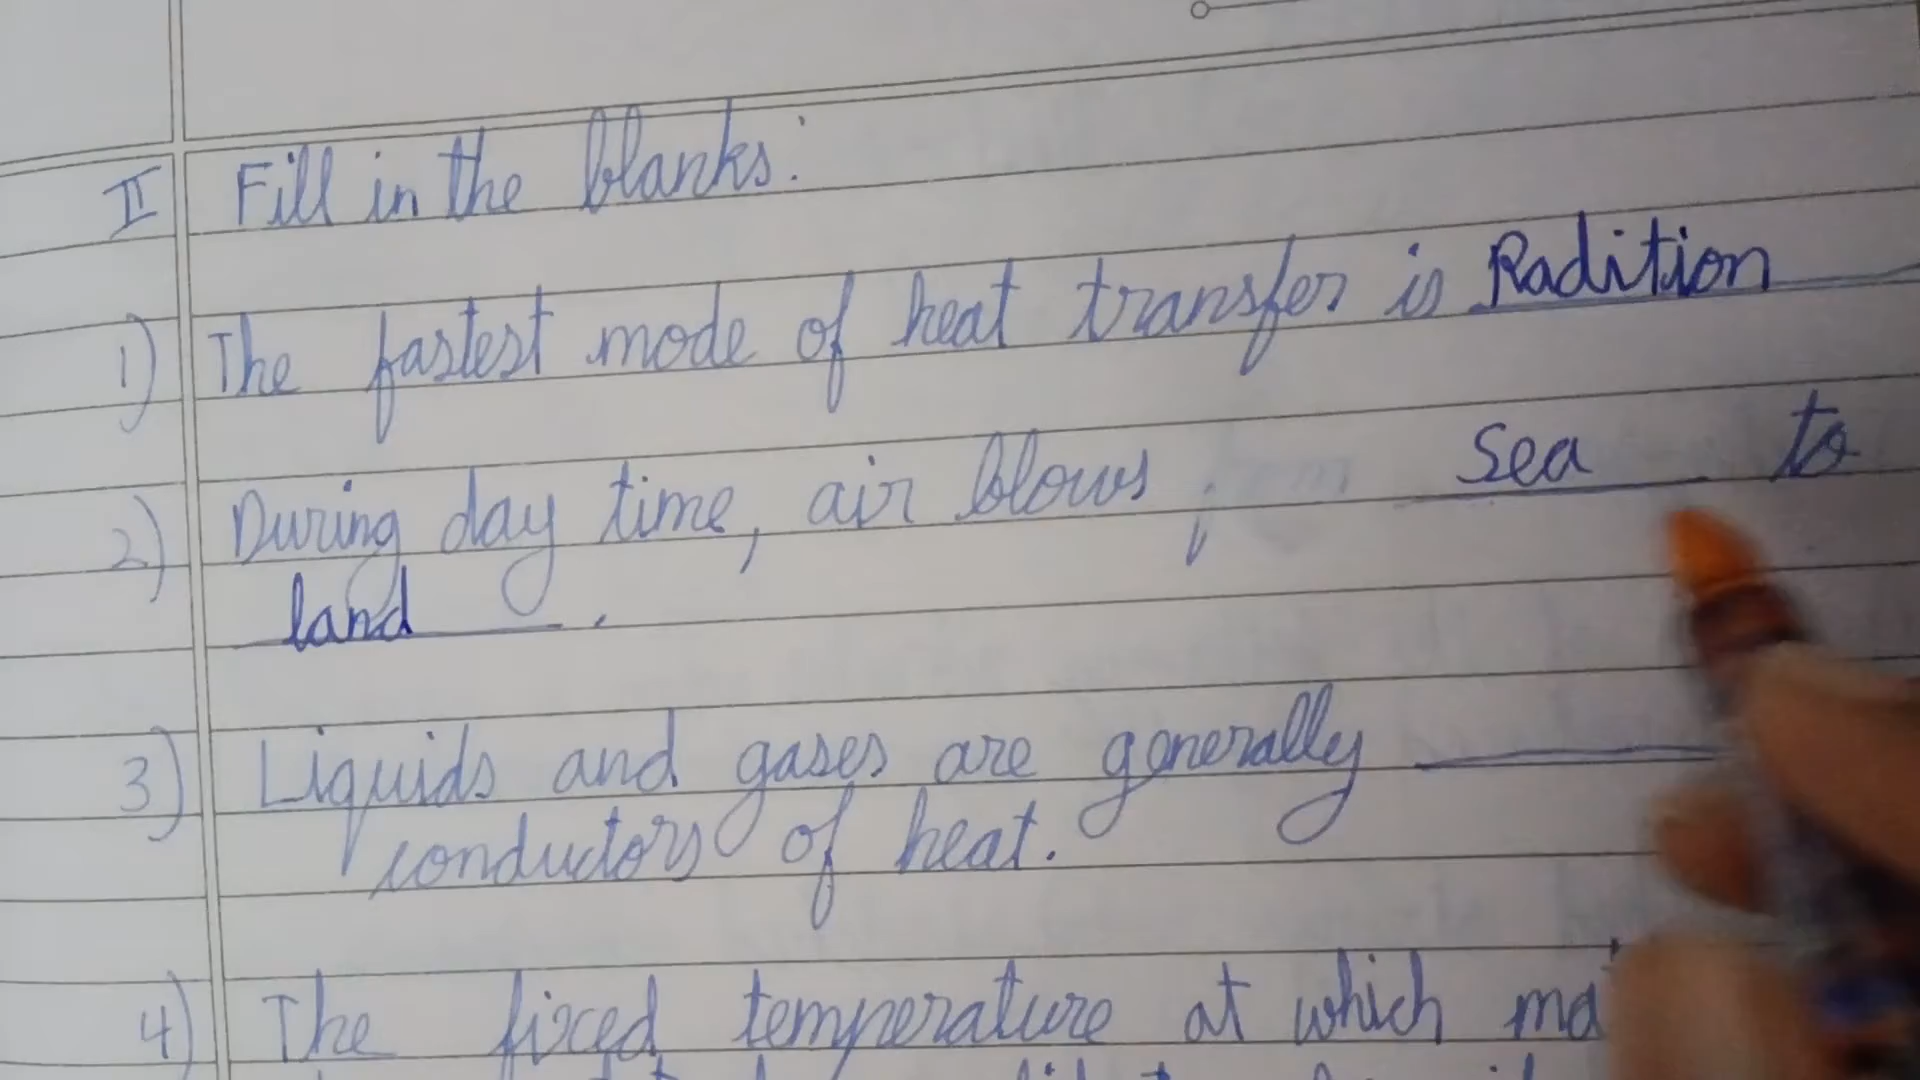 II Fill in the blanks:
1) The fastest mode of heat transfer is Radition
2) During day time, air blows from Sea to
land .
3) Liquids and gases are generally
conductors of heat.
4) The fixed temperature at which